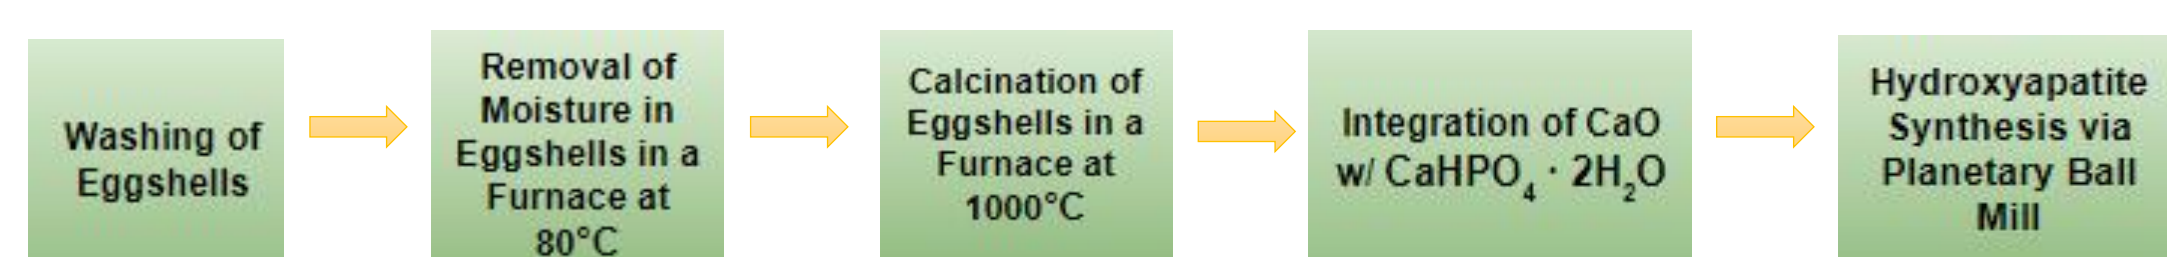 Washing of
Eggshells
Removal of
Moisture in
Eggshells in a
Furnace at
80°C
Calcination of
Eggshells in a
Furnace at
1000°C
Integration of CaO
w/ CaHPO₄ · 2H₂O
Hydroxyapatite
Synthesis via
Planetary Ball
Mill